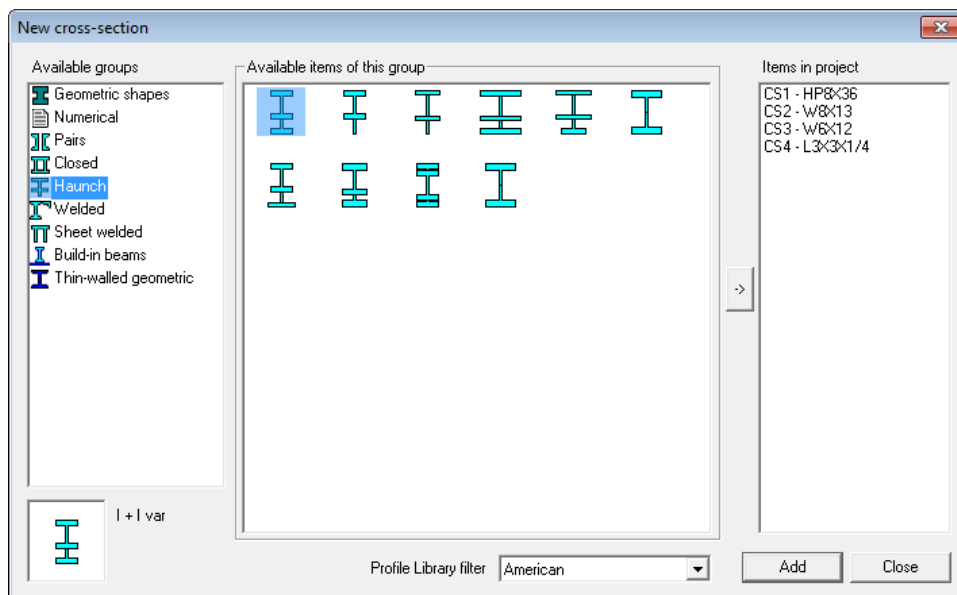 New cross-section
Available groups
Geometric shapes
Numerical
Pairs
Closed
Haunch
Welded
Sheet welded
Build-in beams
Thin-walled geometric
I + I var
Available items of this group
Profile Library filter
American
Items in project
CS1 - HP8X36
CS2 - W8X13
CS3 - W6X12
CS4 - L3X3X1/4
->
Add
Close